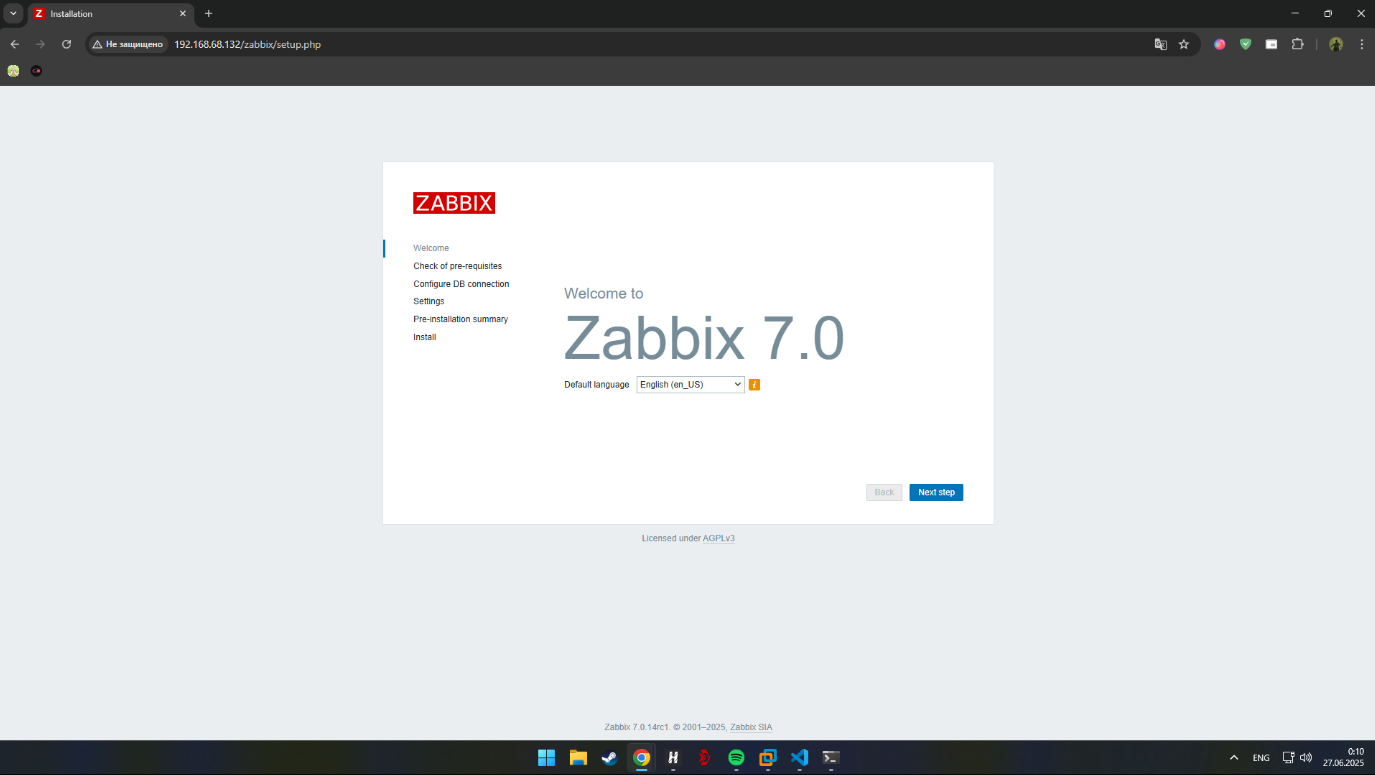 Z Installation
Не защищено 192.168.68.132/zabbix/setup.php
ZABBIX
Welcome
Check of pre-requisites
Configure DB connection
Settings
Pre-installation summary
Install
Welcome to
Zabbix 7.0
Default language English (en_US) i
Back Next step
Licensed under AGPLv3
Zabbix 7.0.14rc1. © 2001–2025, Zabbix SIA
ENG
0:10
27.06.2025